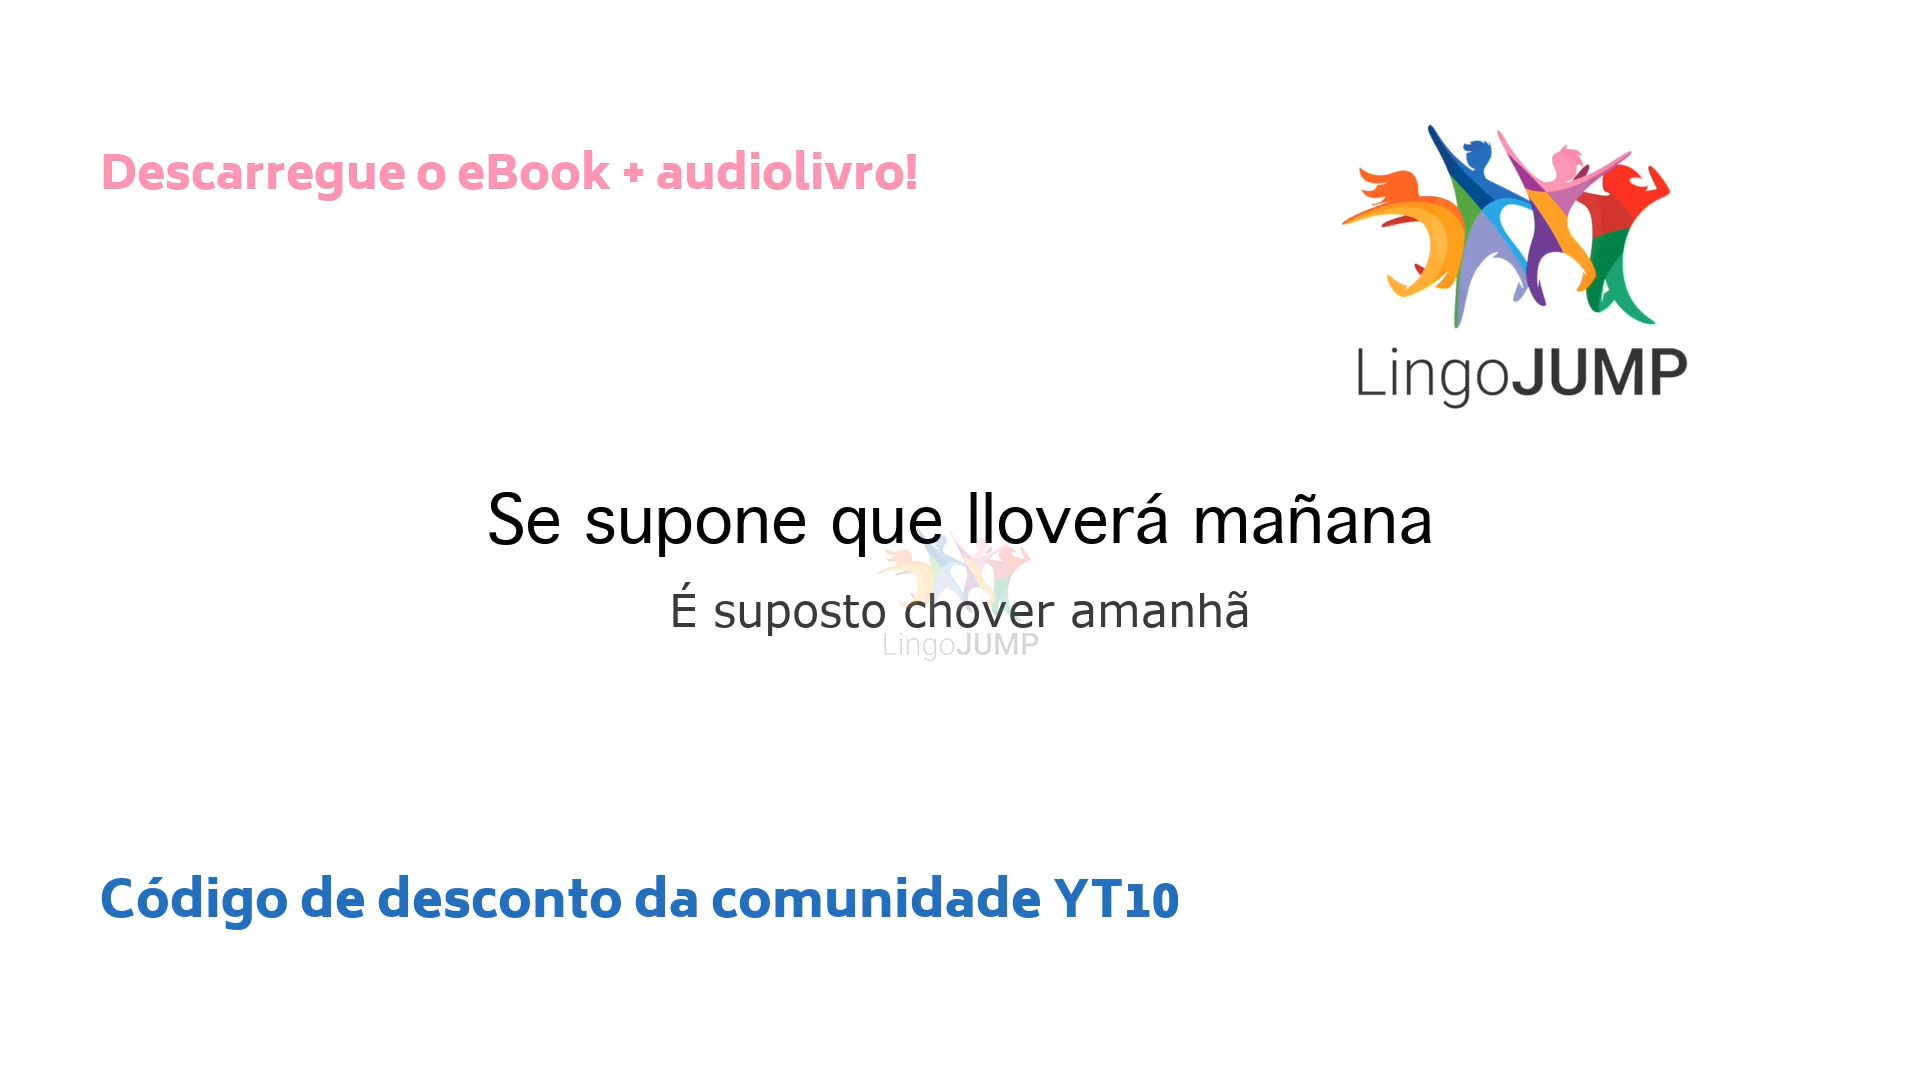 Descarregue o eBook + audiolivro!
LingoJUMP
Se supone que lloverá mañana
É suposto chover amanhã
LingoJUMP
Código de desconto da comunidade YT10